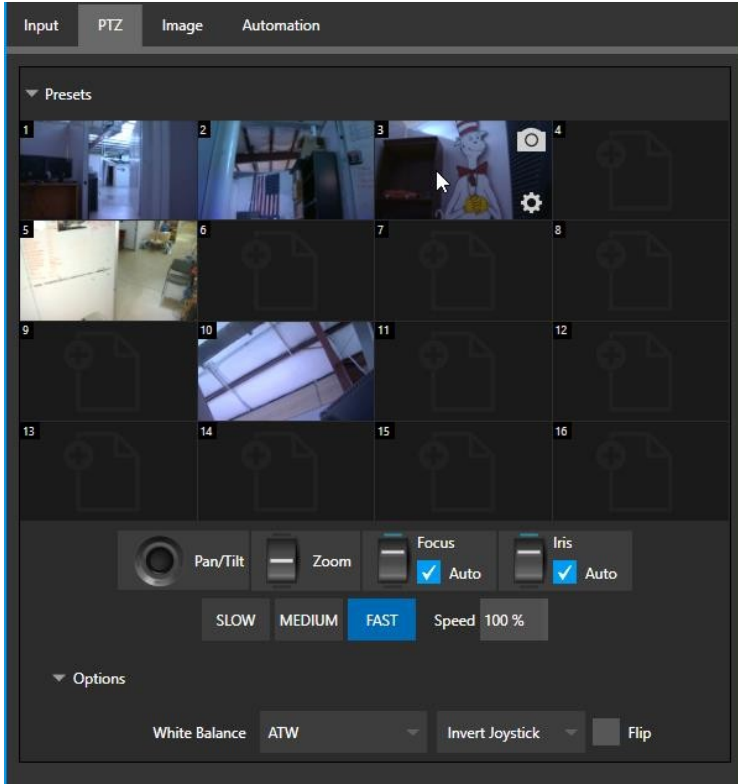 Input PTZ Image Automation
Presets
1 2 3 4
5 6 7 8
9 10 11 12
13 14 15 16
Pan/Tilt Zoom Focus Auto Iris Auto
SLOW MEDIUM FAST Speed 100 %
Options
White Balance ATW Invert Joystick Flip